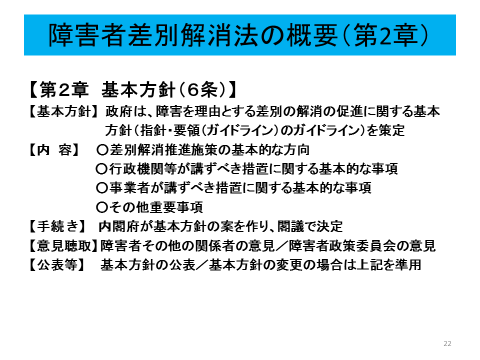 障害者差別解消法の概要（第2章）
【第２章　基本方針（６条）】
【基本方針】 政府は、障害を理由とする差別の解消の促進に関する基本
方針（指針・要領（ガイドライン）のガイドライン）を策定
【内　容】　〇差別解消推進施策の基本的な方向
〇行政機関等が講ずべき措置に関する基本的な事項
〇事業者が講ずべき措置に関する基本的な事項
〇その他重要事項
【手続き】　内閣府が基本方針の案を作り、閣議で決定
【意見聴取】障害者その他の関係者の意見／障害者政策委員会の意見
【公表等】　基本方針の公表／基本方針の変更の場合は上記を準用
22